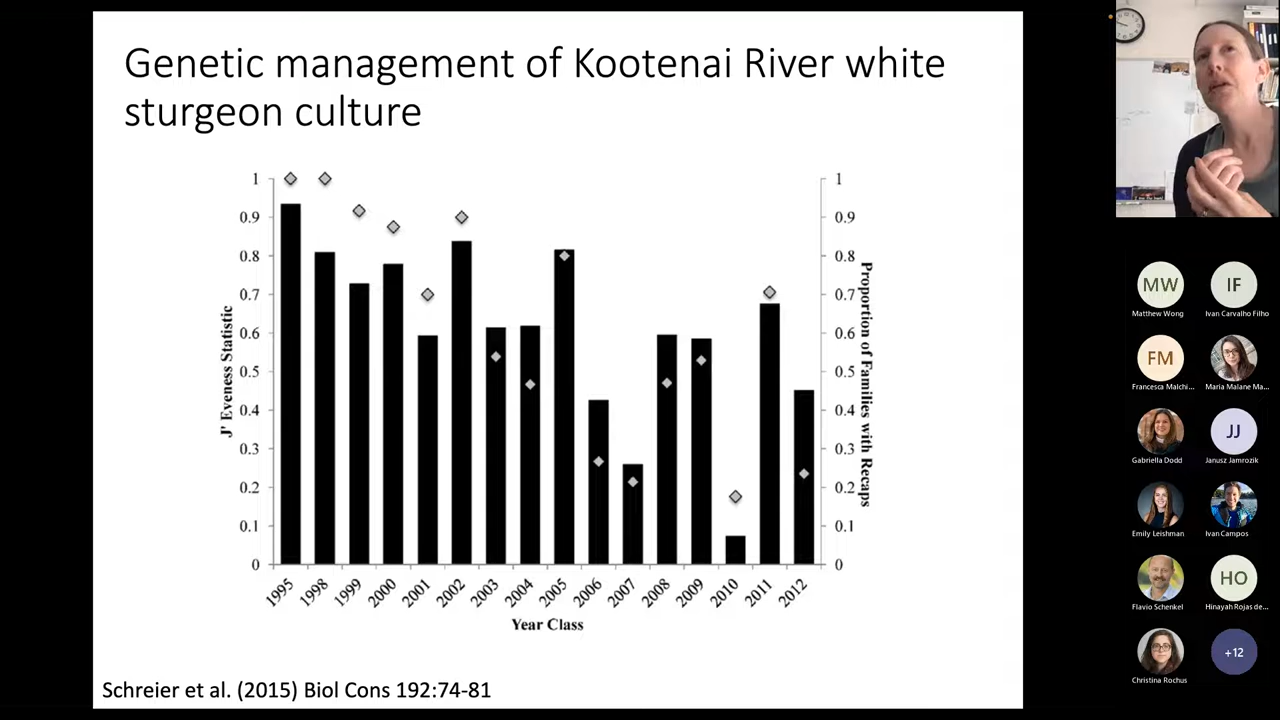 Genetic management of Kootenai River white
sturgeon culture
1
0.9
0.8
0.7
0.6
0.5
0.4
0.3
0.2
0.1
0
J' Eveness Statistic
1
0.9
0.8
0.7
0.6
0.5
0.4
0.3
0.2
0.1
0
Proportion of Families with Recaps
1995
1998
1999
2000
2001
2002
2003
2004
2005
2006
2007
2008
2009
2010
2011
2012
Year Class
Schreier et al. (2015) Biol Cons 192:74-81
MW
Matthew Wong
IF
Ivan Carvalho Filho
FM
Francesca Malchi...
Maria Malane Ma...
Gabriella Dodd
JJ
Janusz Jamrozik
Emily Leishman
Ivan Campos
Flavio Schenkel
HO
Hinayah Rojas de...
Christina Rochus
+12